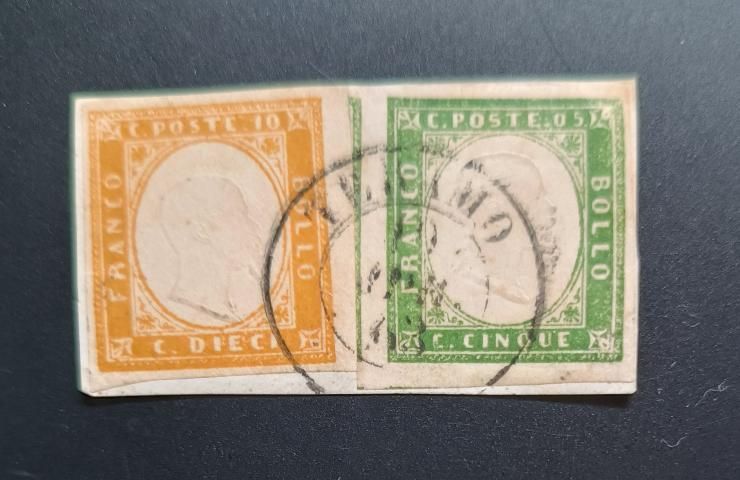 C. POSTE. 10
FRANCO
BOLLO
C. DIECI
C. POSTE. 05
FRANCO
BOLLO
C. CINQUE